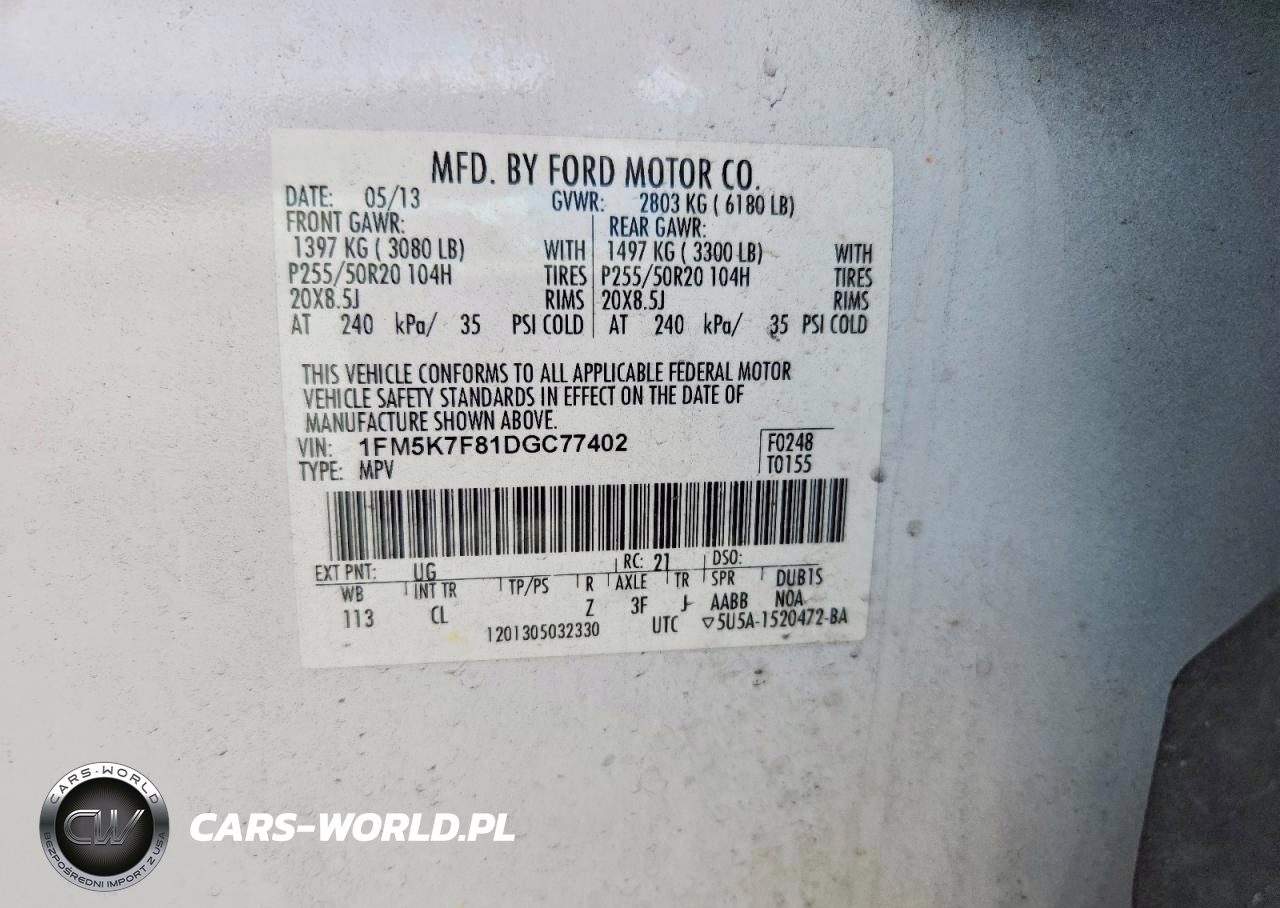 MFD. BY FORD MOTOR CO.
DATE: 05/13 GVWR: 2803 KG ( 6180 LB)
FRONT GAWR: REAR GAWR:
1397 KG ( 3080 LB) WITH 1497 KG ( 3300 LB) WITH
P255/50R20 104H TIRES P255/50R20 104H TIRES
20X8.5J RIMS 20X8.5J RIMS
AT 240 kPa/ 35 PSI COLD AT 240 kPa/ 35 PSI COLD
THIS VEHICLE CONFORMS TO ALL APPLICABLE FEDERAL MOTOR
VEHICLE SAFETY STANDARDS IN EFFECT ON THE DATE OF
MANUFACTURE SHOWN ABOVE.
VIN: 1FM5K7F81DGC77402 F0248
TYPE: MPV T0155
EXT PNT: UG RC: 21 DSO:
WB INT TR TP/PS R AXLE TR SPR DUB1S
113 CL Z 3F J AABB NOA
1201305032330 UTC ▽5U5A-1520472-BA
CARS-WORLD
CW
BEZPOŚREDNI IMPORT Z USA
CARS-WORLD.PL